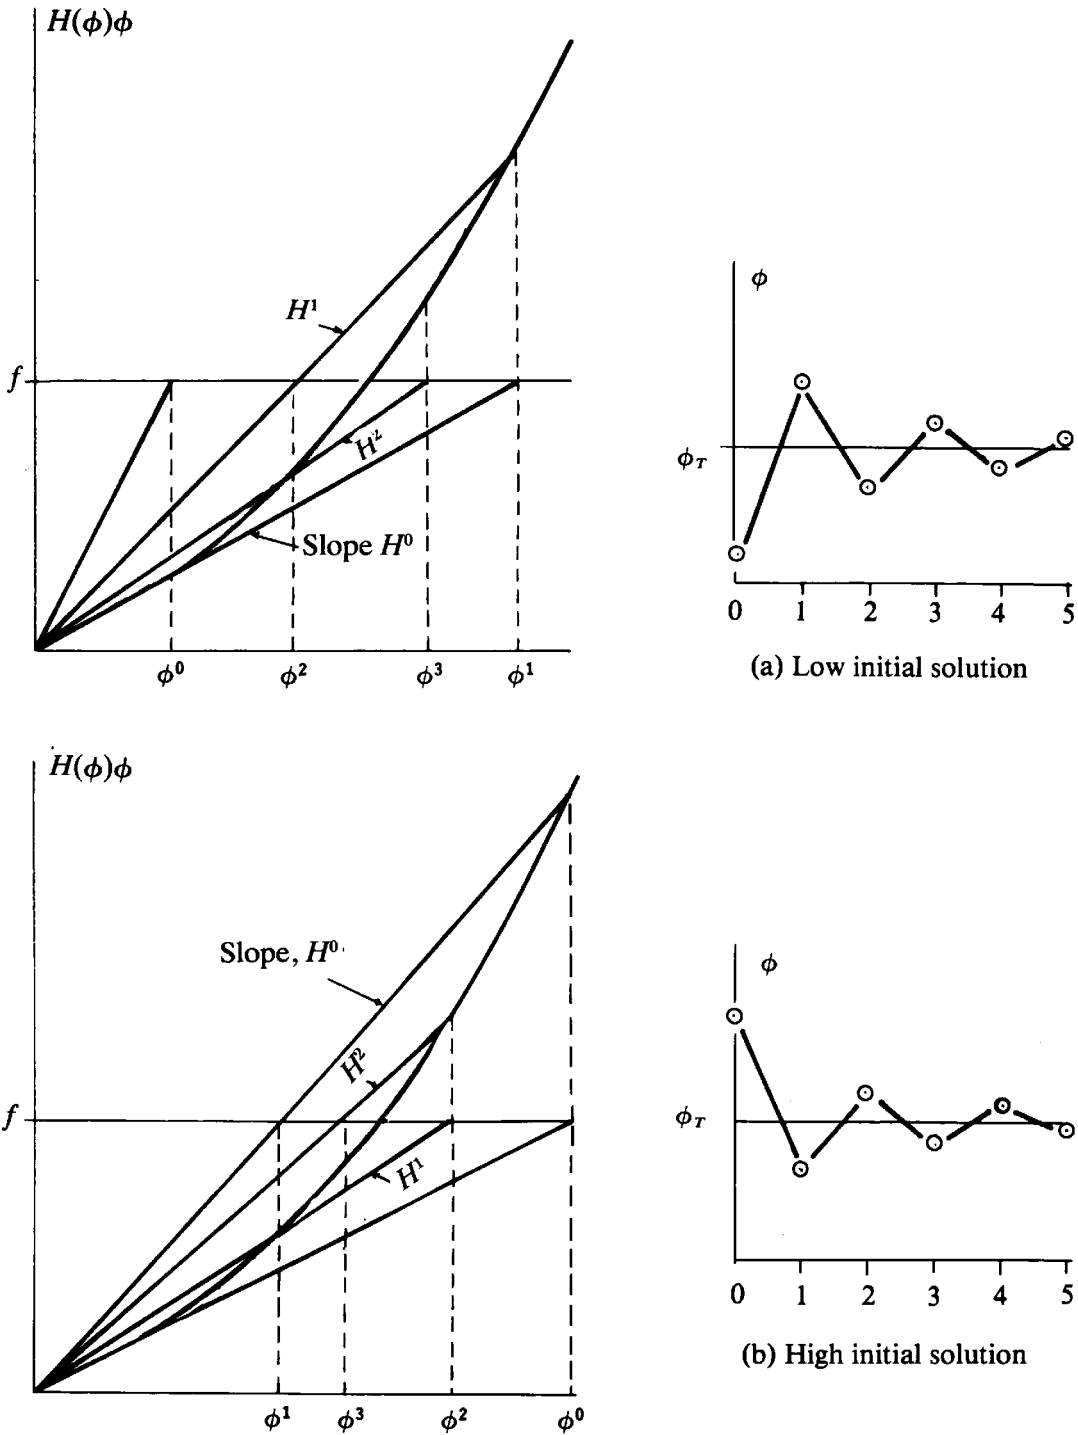 H(ϕ)ϕ
H¹
f
H²
Slope H⁰
ϕ⁰ ϕ² ϕ³ ϕ¹
ϕ
ϕ_T
0 1 2 3 4 5
(a) Low initial solution
H(ϕ)ϕ
Slope, H⁰
H²
f
H¹
ϕ¹ ϕ³ ϕ² ϕ⁰
ϕ
ϕ_T
0 1 2 3 4 5
(b) High initial solution